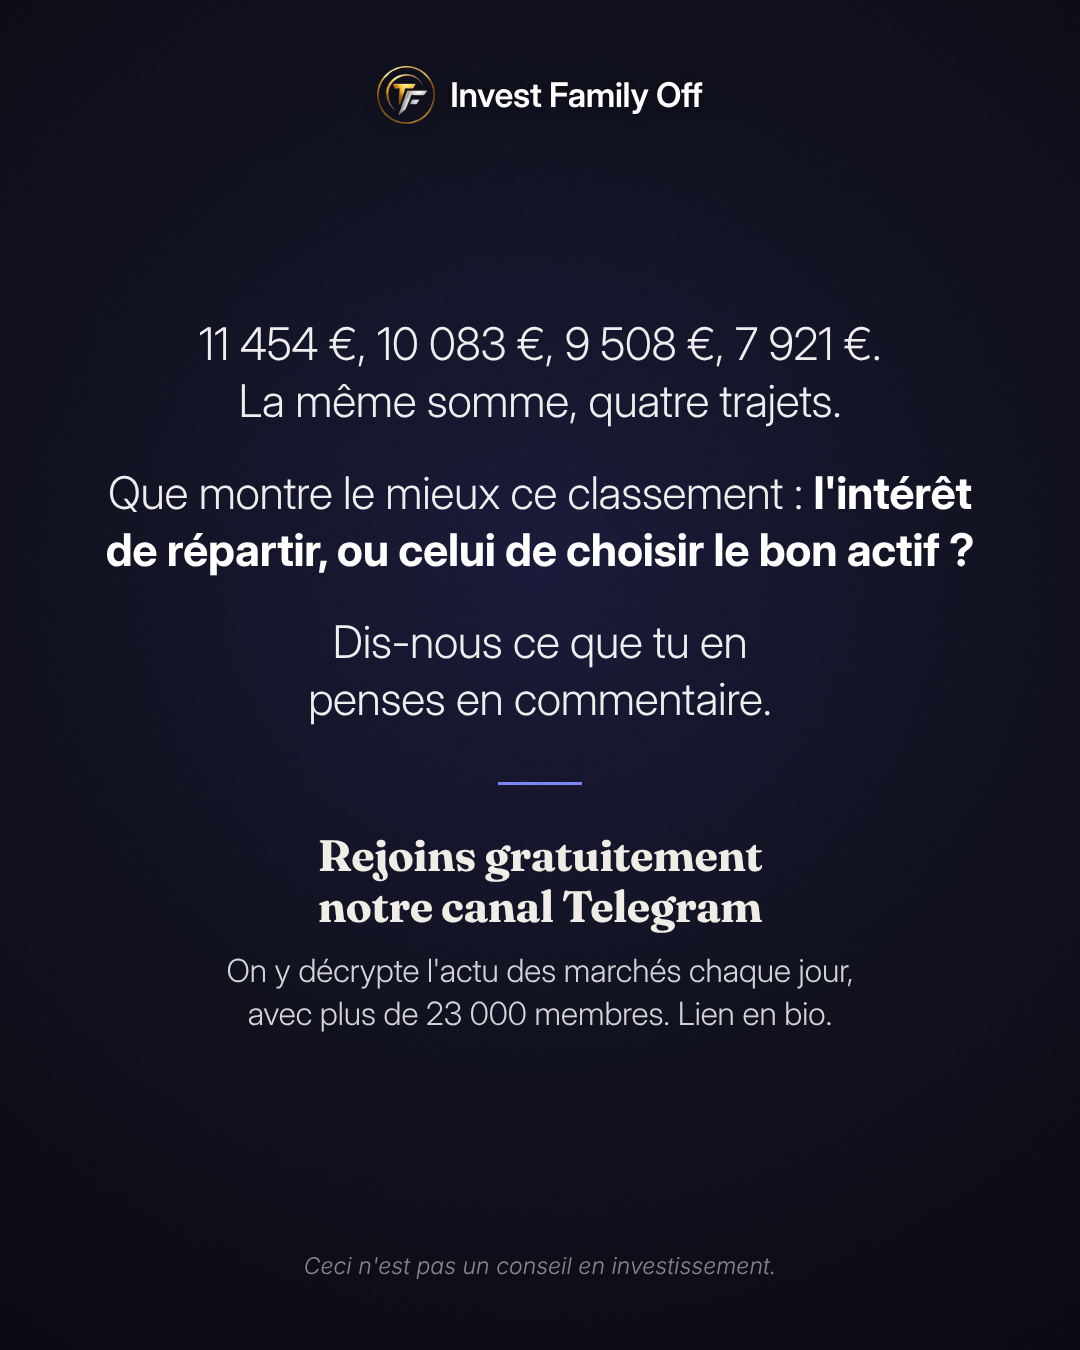 TF Invest Family Off
11 454 €, 10 083 €, 9 508 €, 7 921 €.
La même somme, quatre trajets.
Que montre le mieux ce classement : l'intérêt
de répartir, ou celui de choisir le bon actif ?
Dis-nous ce que tu en
penses en commentaire.
Rejoins gratuitement
notre canal Telegram
On y décrypte l'actu des marchés chaque jour,
avec plus de 23 000 membres. Lien en bio.
Ceci n'est pas un conseil en investissement.